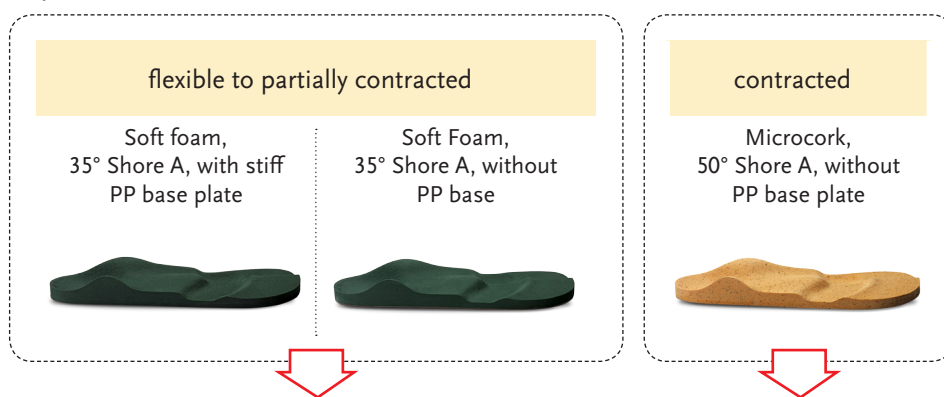 flexible to partially contracted
Soft foam,
35° Shore A, with stiff
PP base plate
Soft Foam,
35° Shore A, without
PP base
contracted
Microcork,
50° Shore A, without
PP base plate